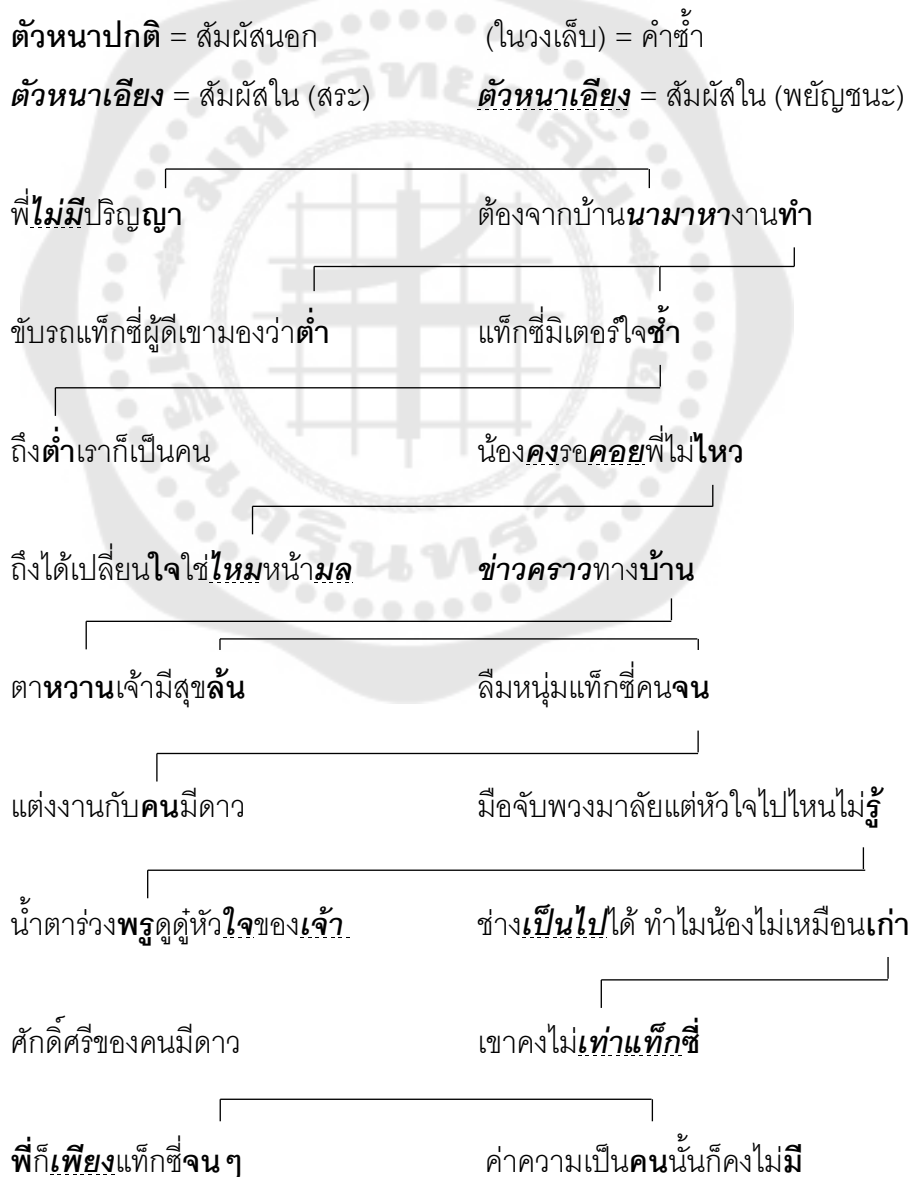 ตัวหนาปกติ = สัมผัสนอก (ในวงเล็บ) = คำซ้ำ
ตัวหนาเอียง = สัมผัสใน (สระ) ตัวหนาเอียง = สัมผัสใน (พยัญชนะ)
พี่ไม่มีปริญญา ต้องจากบ้านนามาหางานทำ
ขับรถแท็กซี่ผู้ดีเขามองว่าต่ำ แท็กซี่มิเตอร์ใจช้ำ
ถึงต่ำเราก็เป็นคน น้องคงรอคอยพี่ไม่ไหว
ถึงได้เปลี่ยนใจใช่ไหมหน้ามล ข่าวคราวทางบ้าน
ตาหวานเจ้ามีสุขล้น ลืมหนุ่มแท็กซี่คนจน
แต่งงานกับคนมีดาว มือจับพวงมาลัยแต่หัวใจไปไหนไม่รู้
น้ำตาร่วงพรูดูดู๋หัวใจของเจ้า ช่างเป็นไปได้ ทำไมน้องไม่เหมือนเก่า
ศักดิ์ศรีของคนมีดาว เขาคงไม่เท่าแท็กซี่
พี่ก็เพียงแท็กซี่จน ๆ ค่าความเป็นคนนั้นก็คงไม่มี